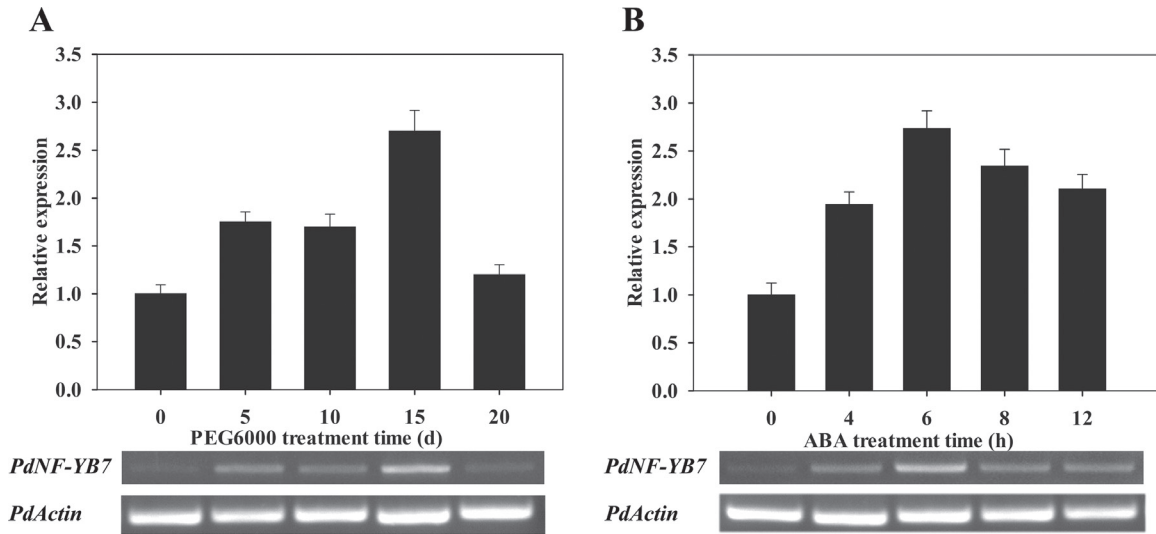 A
3.5
3.0
2.5
2.0
1.5
1.0
0.5
0.0
Relative expression
0 5 10 15 20
PEG6000 treatment time (d)
PdNF-YB7
PdActin
B
3.5
3.0
2.5
2.0
1.5
1.0
0.5
0.0
Relative expression
0 4 6 8 12
ABA treatment time (h)
PdNF-YB7
PdActin